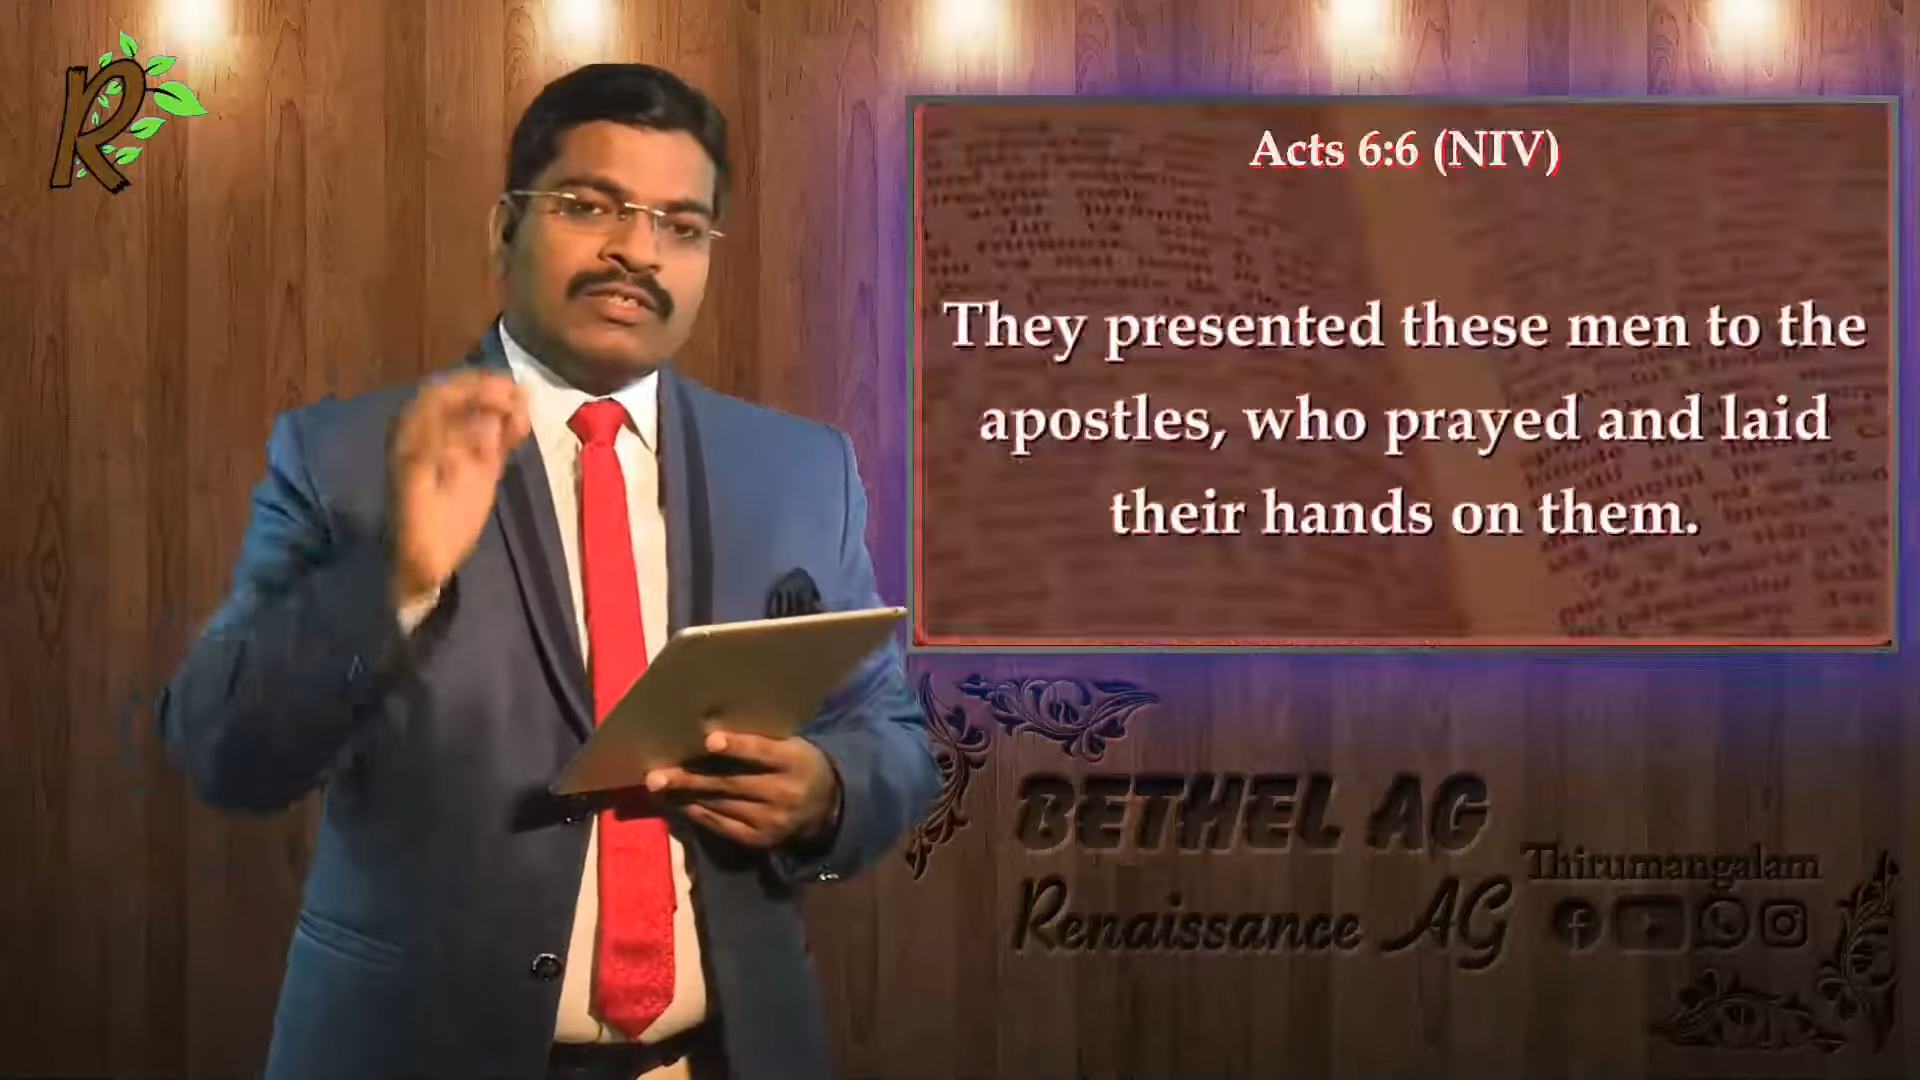 R
Acts 6:6 (NIV)
They presented these men to the
apostles, who prayed and laid
their hands on them.
BETHEL AG
Thirumangalam
Renaissance AG